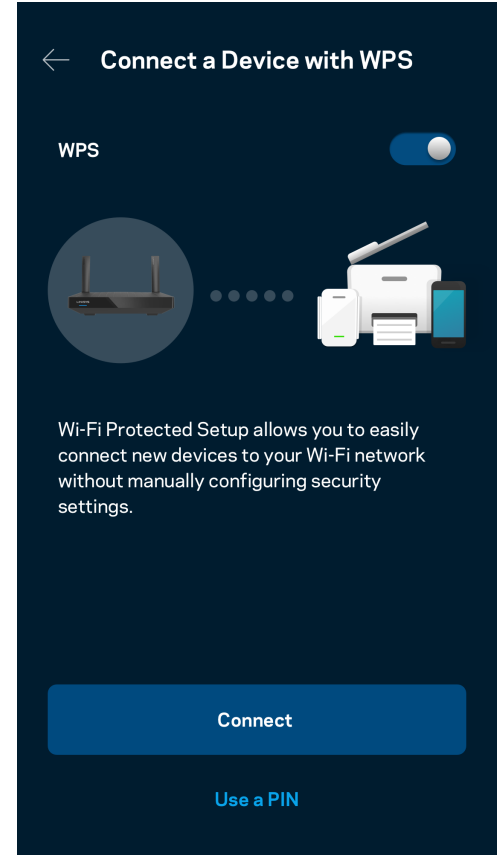 Connect a Device with WPS
WPS
Wi-Fi Protected Setup allows you to easily
connect new devices to your Wi-Fi network
without manually configuring security
settings.
Connect
Use a PIN